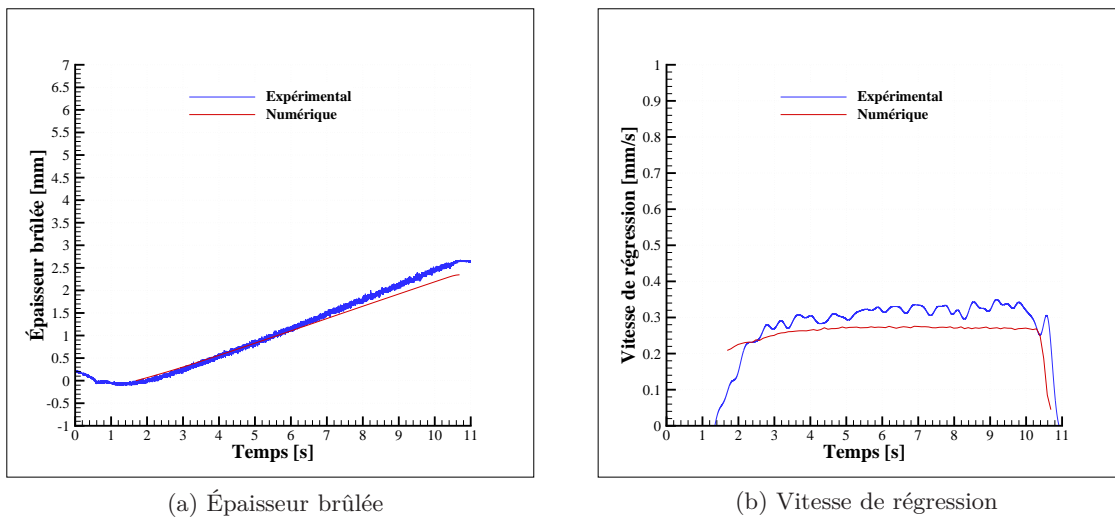 7
6.5
6
5.5
5
4.5
4
3.5
3
2.5
2
1.5
1
0.5
0
-0.5
-1
Épaisseur brûlée [mm]
Expérimental
Numérique
0 1 2 3 4 5 6 7 8 9 10 11
Temps [s]
(a) Épaisseur brûlée
1
0.9
0.8
0.7
0.6
0.5
0.4
0.3
0.2
0.1
0
Vitesse de régression [mm/s]
Expérimental
Numérique
0 1 2 3 4 5 6 7 8 9 10 11
Temps [s]
(b) Vitesse de régression